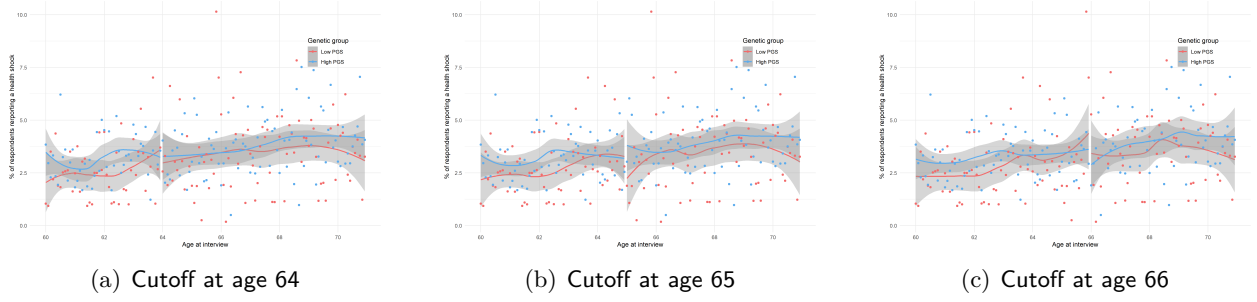 10.0
7.5
5.0
2.5
0.0
% of respondents reporting a health shock
60
62
64
66
68
70
Age at interview
Genetic group
Low PGS
High PGS
(a) Cutoff at age 64
10.0
7.5
5.0
2.5
0.0
% of respondents reporting a health shock
60
62
64
66
68
70
Age at interview
Genetic group
Low PGS
High PGS
(b) Cutoff at age 65
10.0
7.5
5.0
2.5
0.0
% of respondents reporting a health shock
60
62
64
66
68
70
Age at interview
Genetic group
Low PGS
High PGS
(c) Cutoff at age 66